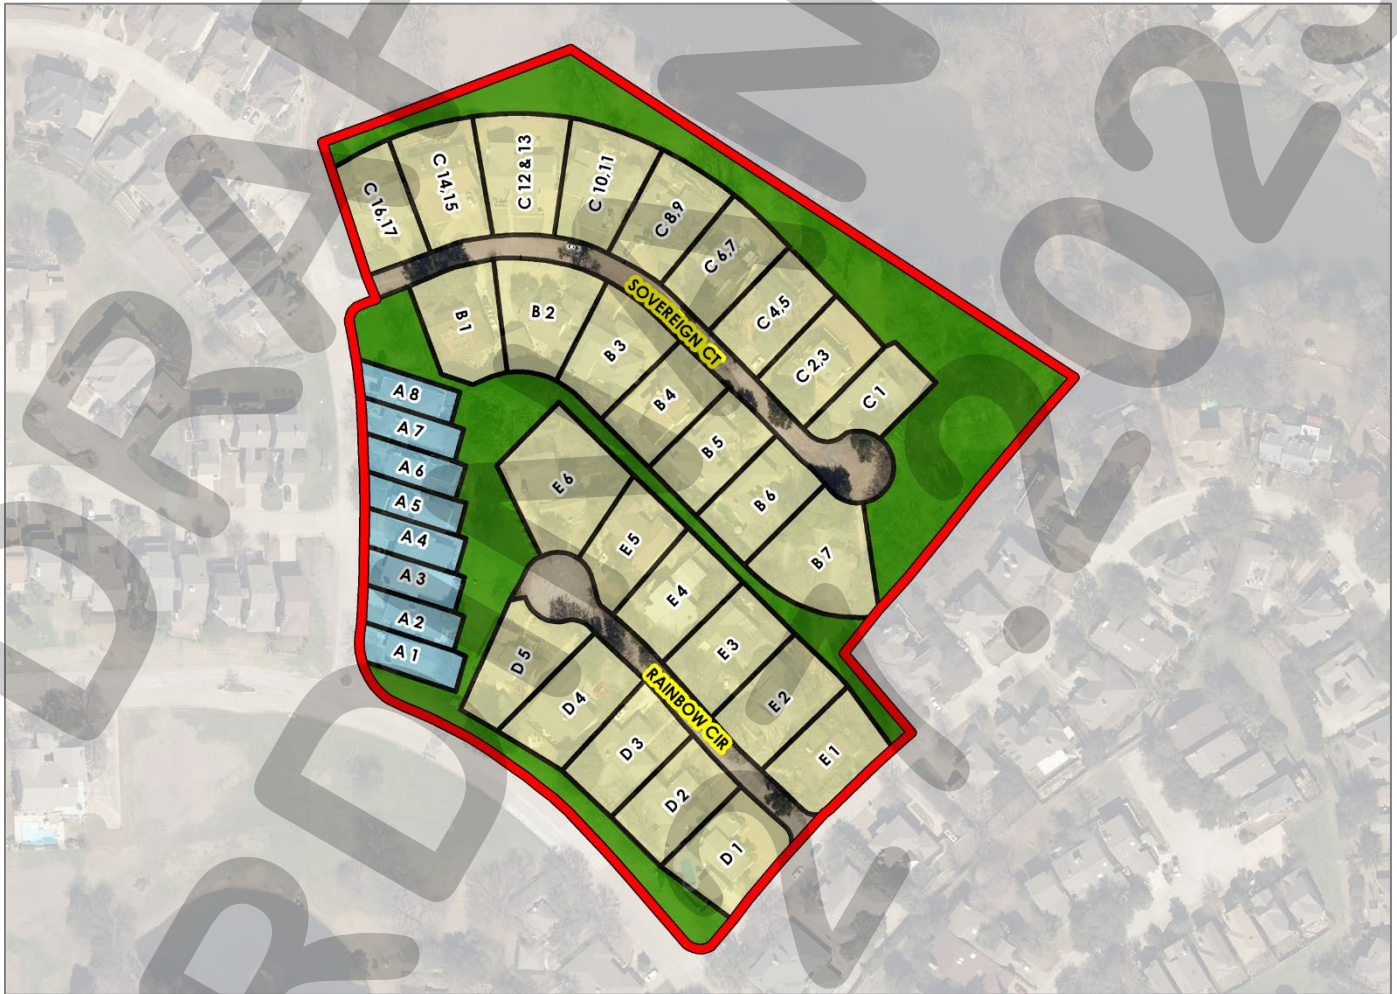 C 16,17
C 14,15
C 12 & 13
C 10,11
C 8,9
C 6,7
C 4,5
C 2,3
C 1
SOVEREIGN CT
B 1
B 2
B 3
B 4
B 5
B 6
B 7
A 8
A 7
A 6
A 5
A 4
A 3
A 2
A 1
E 6
E 5
E 4
E 3
E 2
E 1
RAINBOW CIR
D 5
D 4
D 3
D 2
D 1
DRAF